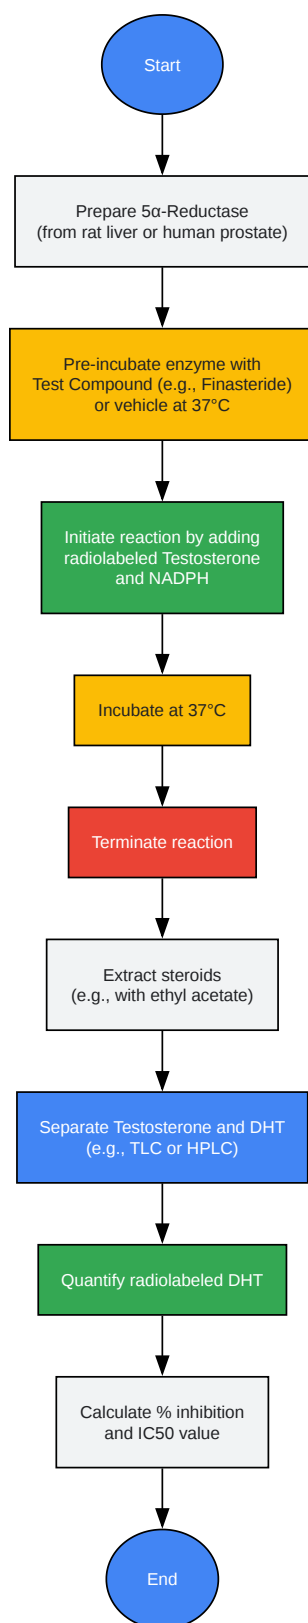 Start
Prepare 5α-Reductase
(from rat liver or human prostate)
Pre-incubate enzyme with
Test Compound (e.g., Finasteride)
or vehicle at 37°C
Initiate reaction by adding
radiolabeled Testosterone
and NADPH
Incubate at 37°C
Terminate reaction
Extract steroids
(e.g., with ethyl acetate)
Separate Testosterone and DHT
(e.g., TLC or HPLC)
Quantify radiolabeled DHT
Calculate % inhibition
and IC50 value
End